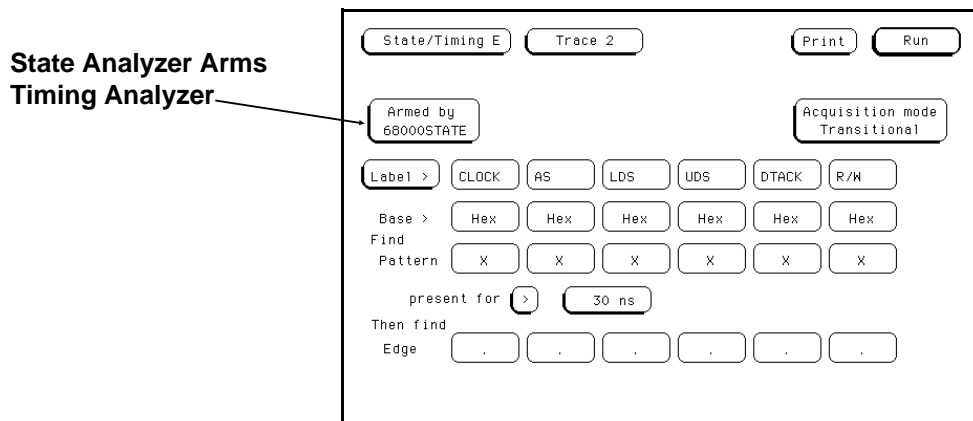 State/Timing E Trace 2 Print Run
State Analyzer Arms
Timing Analyzer
Armed by
68000STATE
Acquisition mode
Transitional
Label > CLOCK AS LDS UDS DTACK R/W
Base > Hex Hex Hex Hex Hex Hex
Find
Pattern X X X X X X
present for > 30 ns
Then find
Edge . . . . . .